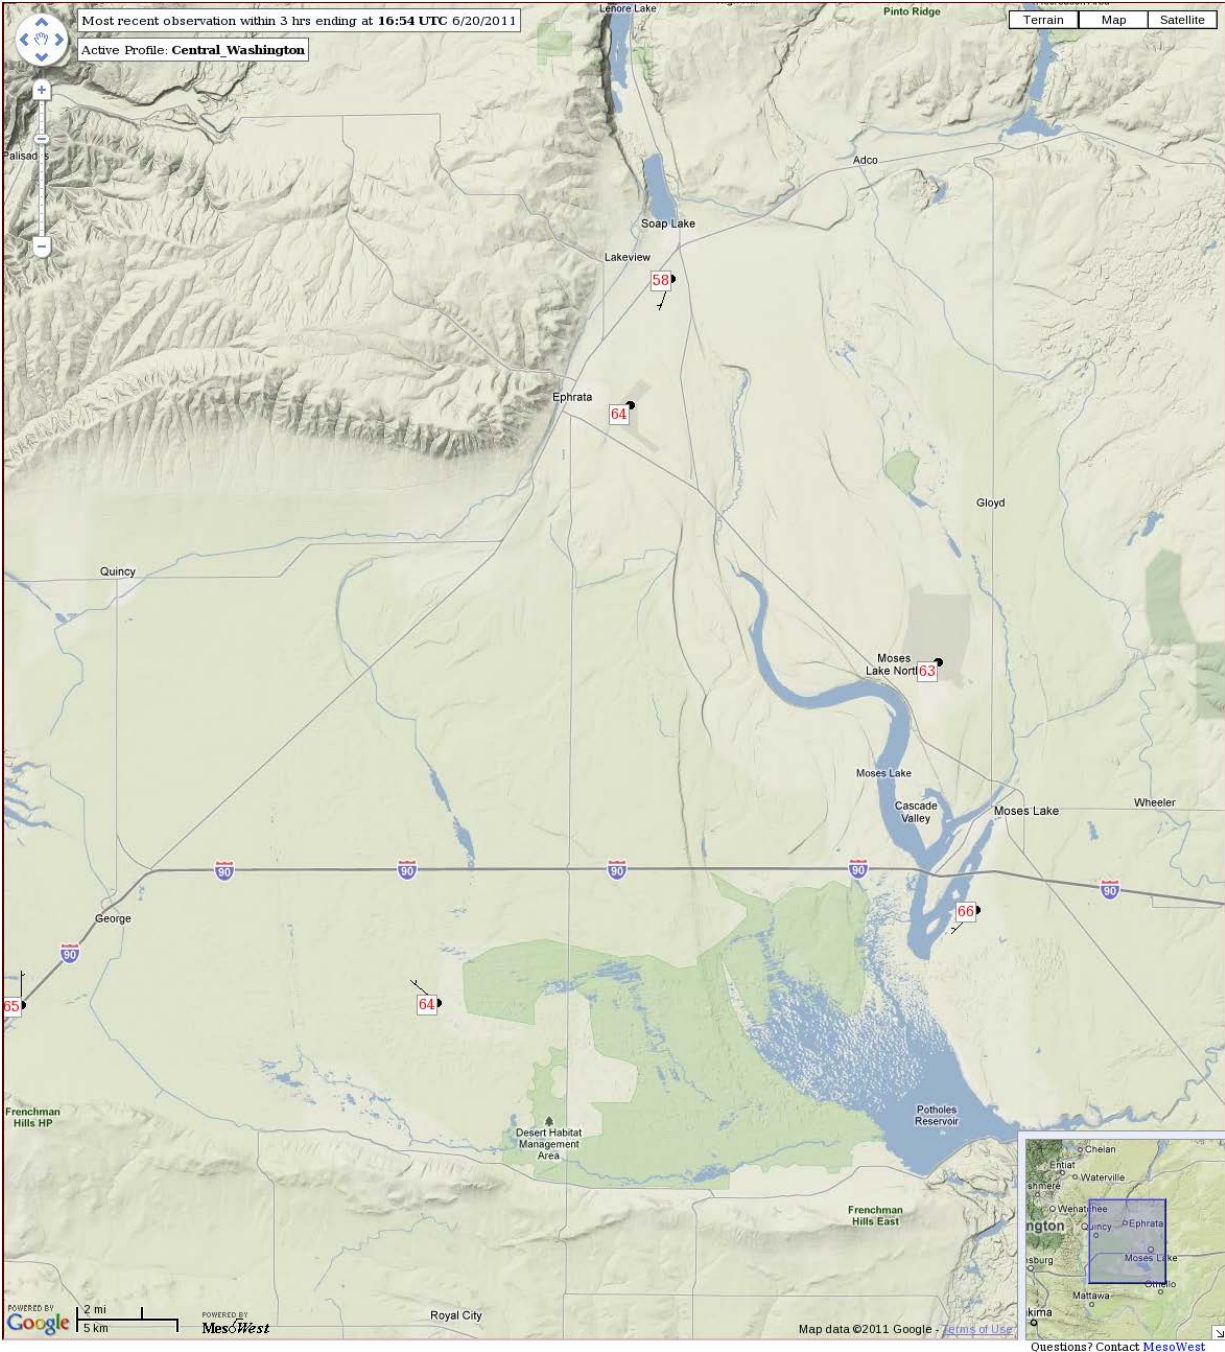 Lenore Lake
Pinto Ridge
Most recent observation within 3 hrs ending at 16:54 UTC 6/20/2011
Terrain
Map
Satellite
Active Profile: Central_Washington
Palisades
Adco
Soap Lake
Lakeview
58
Ephrata
64
Gloyd
Quincy
Moses
Lake North
63
Moses Lake
Cascade
Valley
Moses Lake
Wheeler
90
90
90
90
90
George
66
90
65
64
Frenchman
Hills HP
Potholes
Reservoir
Desert Habitat
Management
Area
Chelan
Entiat
Waterville
shmere
Wenatchee
ngton
Quincy
Ephrata
Moses Lake
nsburg
Othello
Mattawa
kima
Frenchman
Hills East
Royal City
POWERED BY
Google
2 mi
5 km
POWERED BY
MesoWest
Map data ©2011 Google - Terms of Use
Questions? Contact MesoWest